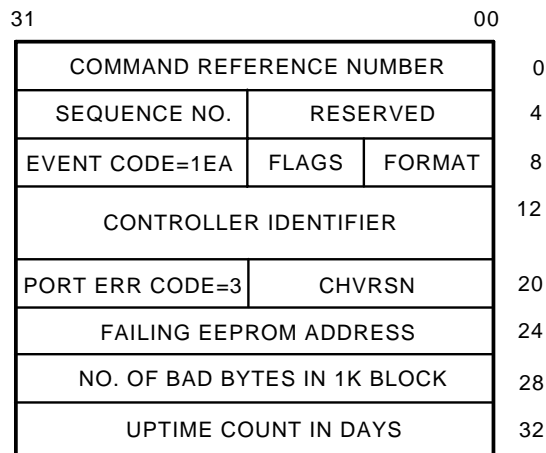 31 00
COMMAND REFERENCE NUMBER 0
SEQUENCE NO. RESERVED 4
EVENT CODE=1EA FLAGS FORMAT 8
CONTROLLER IDENTIFIER 12
PORT ERR CODE=3 CHVRSN 20
FAILING EEPROM ADDRESS 24
NO. OF BAD BYTES IN 1K BLOCK 28
UPTIME COUNT IN DAYS 32